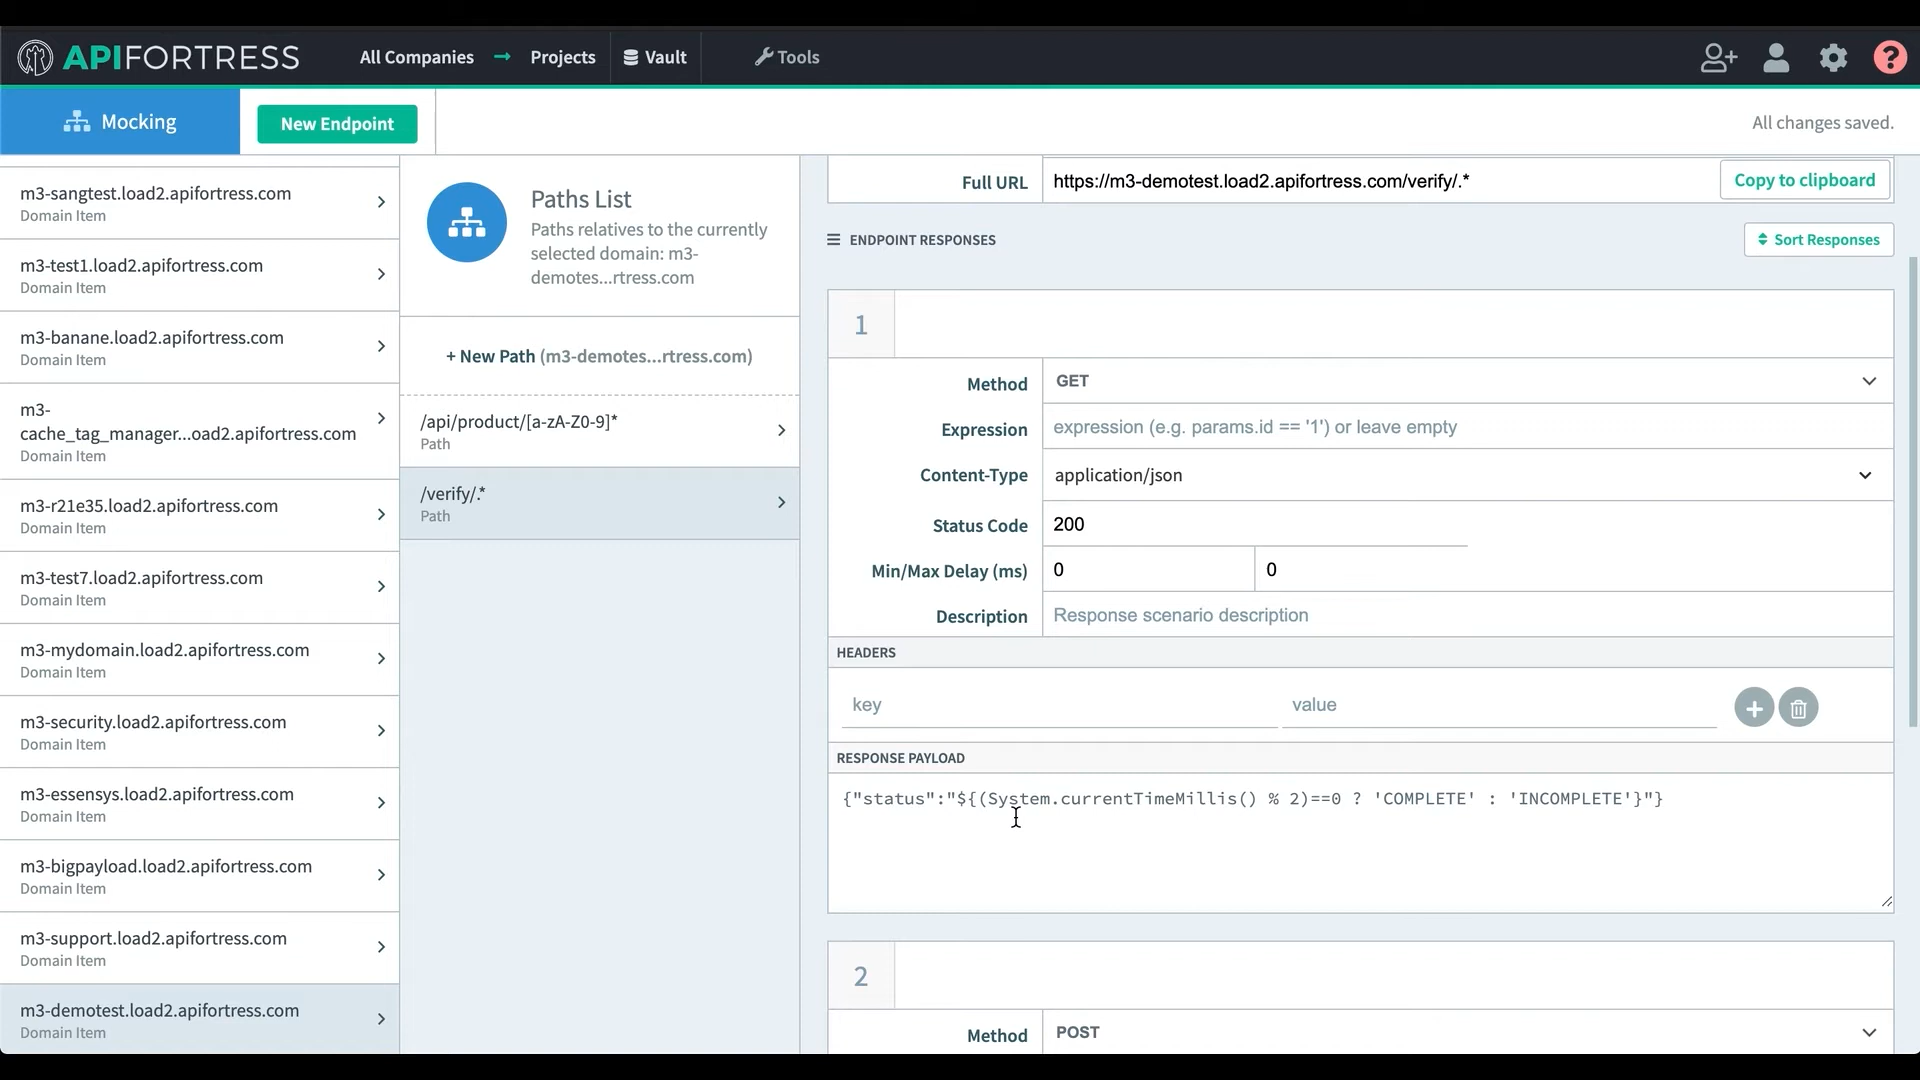 APIFORTRESS
All Companies
Projects
Vault
Tools
?
Mocking
New Endpoint
All changes saved.
m3-sangtest.load2.apifortress.com
Domain Item
m3-test1.load2.apifortress.com
Domain Item
m3-banane.load2.apifortress.com
Domain Item
m3-
cache_tag_manager...oad2.apifortress.com
Domain Item
m3-r21e35.load2.apifortress.com
Domain Item
m3-test7.load2.apifortress.com
Domain Item
m3-mydomain.load2.apifortress.com
Domain Item
m3-security.load2.apifortress.com
Domain Item
m3-essensys.load2.apifortress.com
Domain Item
m3-bigpayload.load2.apifortress.com
Domain Item
m3-support.load2.apifortress.com
Domain Item
m3-demotest.load2.apifortress.com
Domain Item
Paths List
Paths relatives to the currently
selected domain: m3-
demotes...rtress.com
+ New Path (m3-demotes...rtress.com)
/api/product/[a-zA-Z0-9]*
Path
/verify/.*
Path
Full URL
https://m3-demotest.load2.apifortress.com/verify/.*
Copy to clipboard
ENDPOINT RESPONSES
Sort Responses
1
Method
GET
Expression
expression (e.g. params.id == '1') or leave empty
Content-Type
application/json
Status Code
200
Min/Max Delay (ms)
0
0
Description
Response scenario description
HEADERS
key
value
RESPONSE PAYLOAD
{"status":"${(System.currentTimeMillis() % 2)==0 ? 'COMPLETE' : 'INCOMPLETE'}"}
2
Method
POST